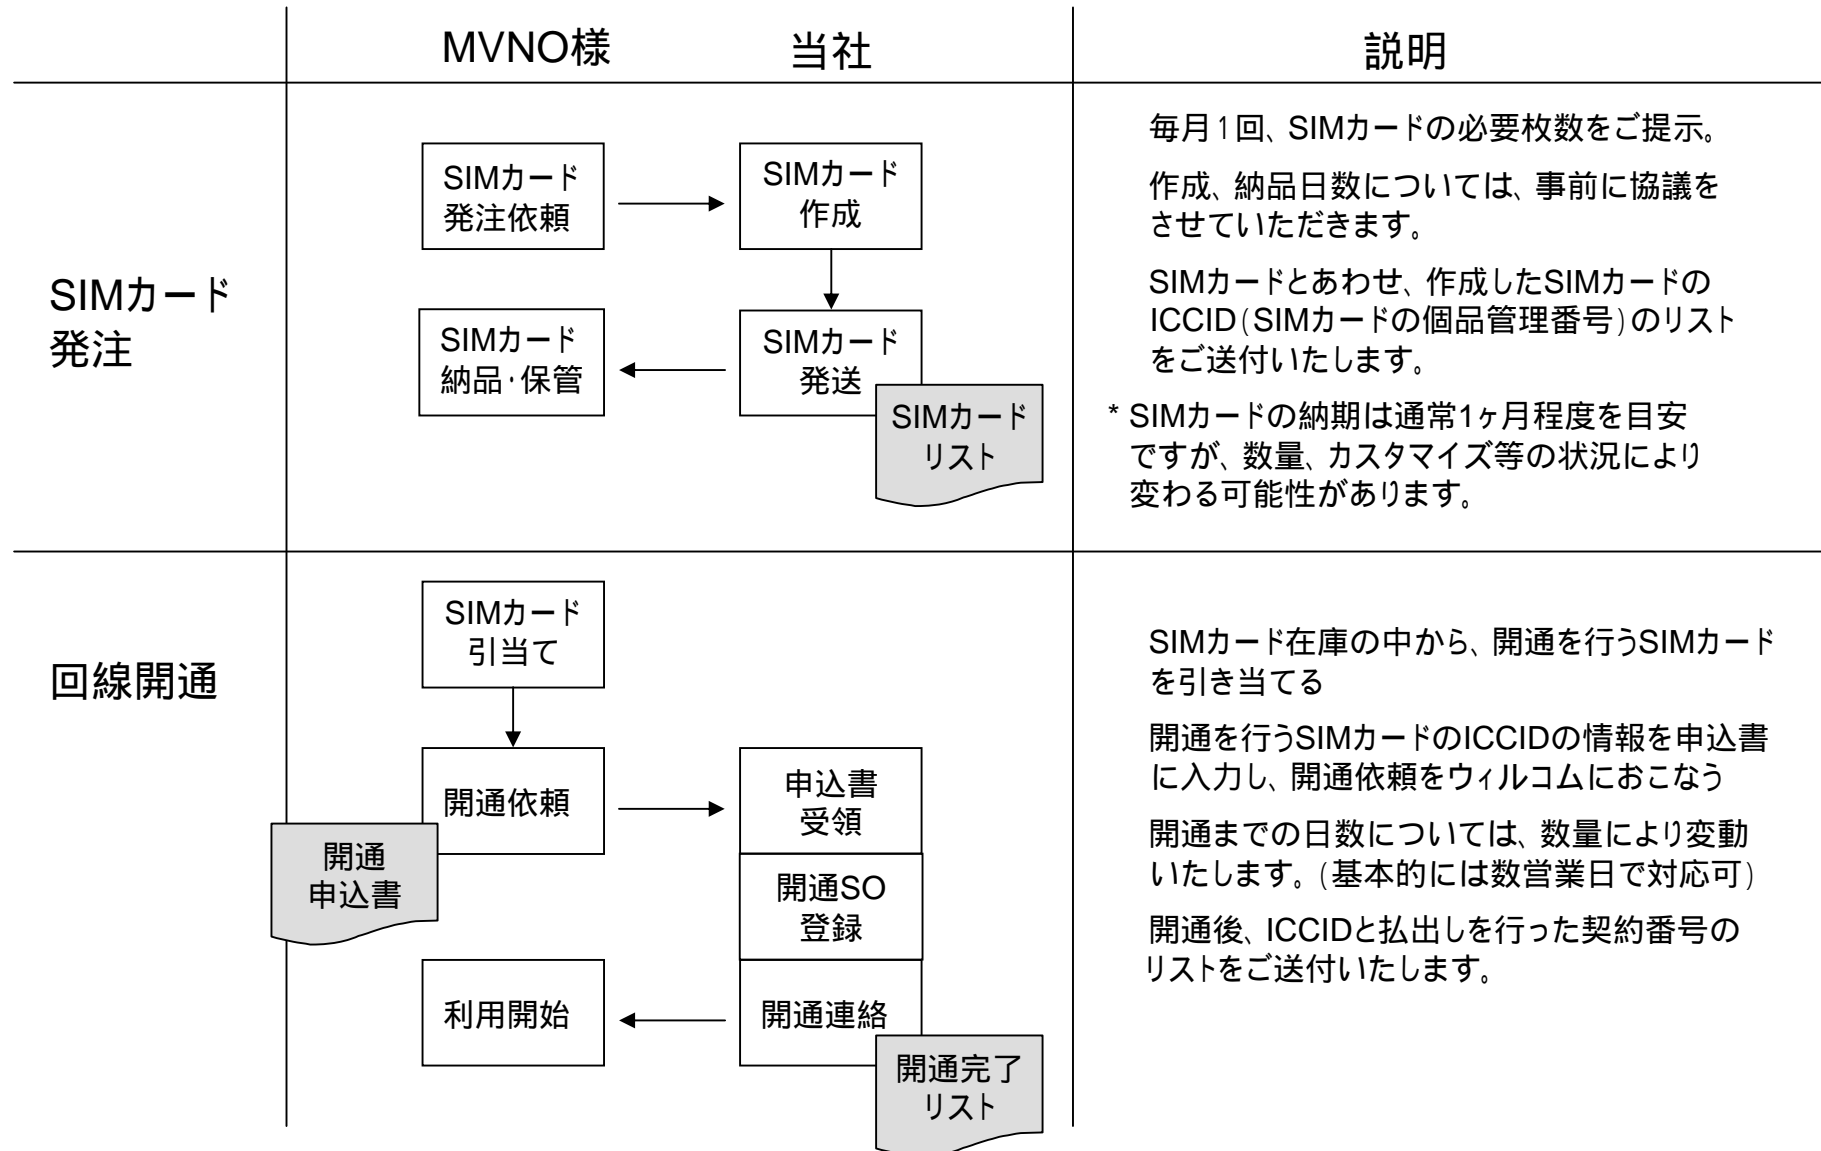 MVNO様
当社
説明
SIMカード
発注
SIMカード
発注依頼
SIMカード
作成
SIMカード
納品・保管
SIMカード
発送
SIMカード
リスト
毎月1回、SIMカードの必要枚数をご提示。
作成、納品日数については、事前に協議を
させていただきます。
SIMカードとあわせ、作成したSIMカードの
ICCID(SIMカードの個品管理番号)のリスト
をご送付いたします。
* SIMカードの納期は通常1ヶ月程度を目安
ですが、数量、カスタマイズ等の状況により
変わる可能性があります。
回線開通
SIMカード
引当て
開通依頼
開通
申込書
申込書
受領
開通SO
登録
利用開始
開通連絡
開通完了
リスト
SIMカード在庫の中から、開通を行うSIMカード
を引き当てる
開通を行うSIMカードのICCIDの情報を申込書
に入力し、開通依頼をウィルコムにおこなう
開通までの日数については、数量により変動
いたします。(基本的には数営業日で対応可)
開通後、ICCIDと払出しを行った契約番号の
リストをご送付いたします。